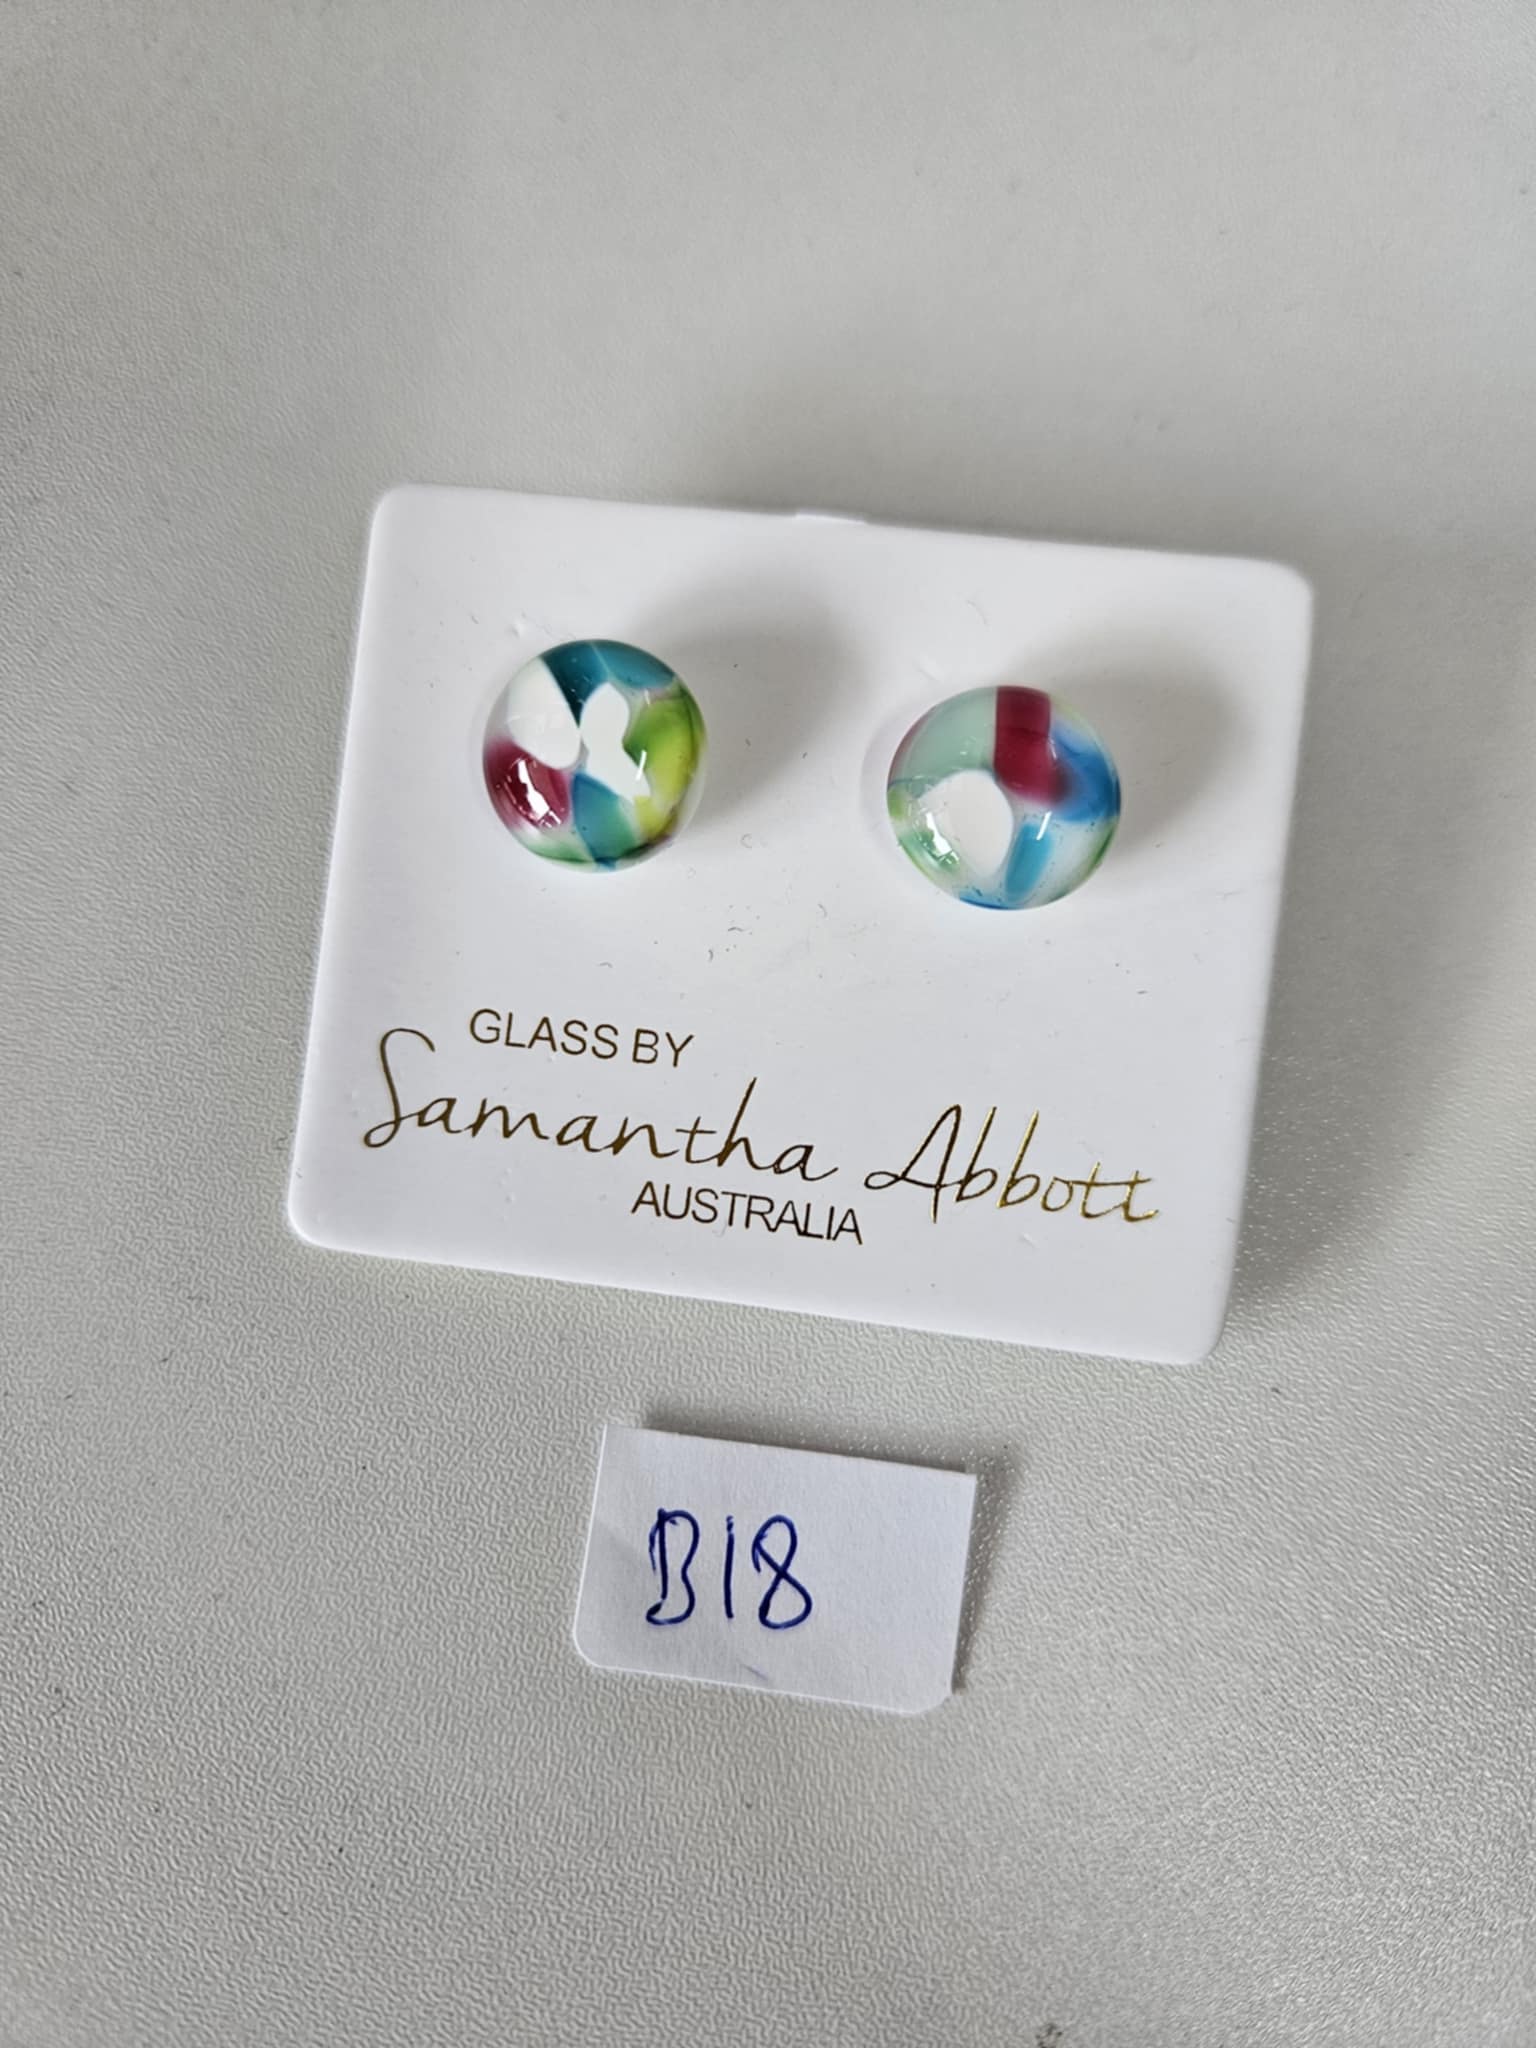 GLASS BY
Samantha Abbott
AUSTRALIA
B18